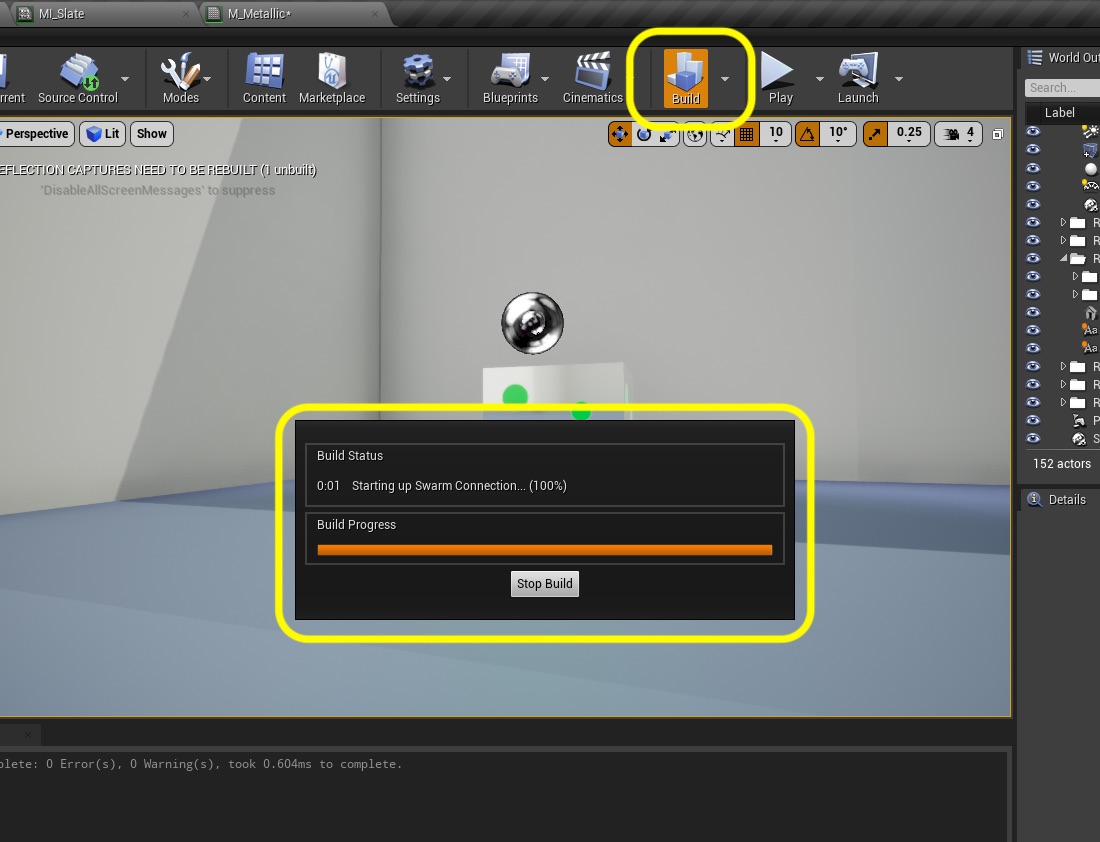 MI_Slate
M_Metallic*
Source Control
Modes
Content
Marketplace
Settings
Blueprints
Cinematics
Build
Play
Launch
World Out
Search...
Label
Perspective
Lit
Show
10
10°
0.25
4
EFLECTION CAPTURES NEED TO BE REBUILT (1 unbuilt)
'DisableAllScreenMessages' to suppress
R
R
R
Aa
Aa
R
R
R
P
S
152 actors
Details
Build Status
0:01 Starting up Swarm Connection... (100%)
Build Progress
Stop Build
plete: 0 Error(s), 0 Warning(s), took 0.604ms to complete.